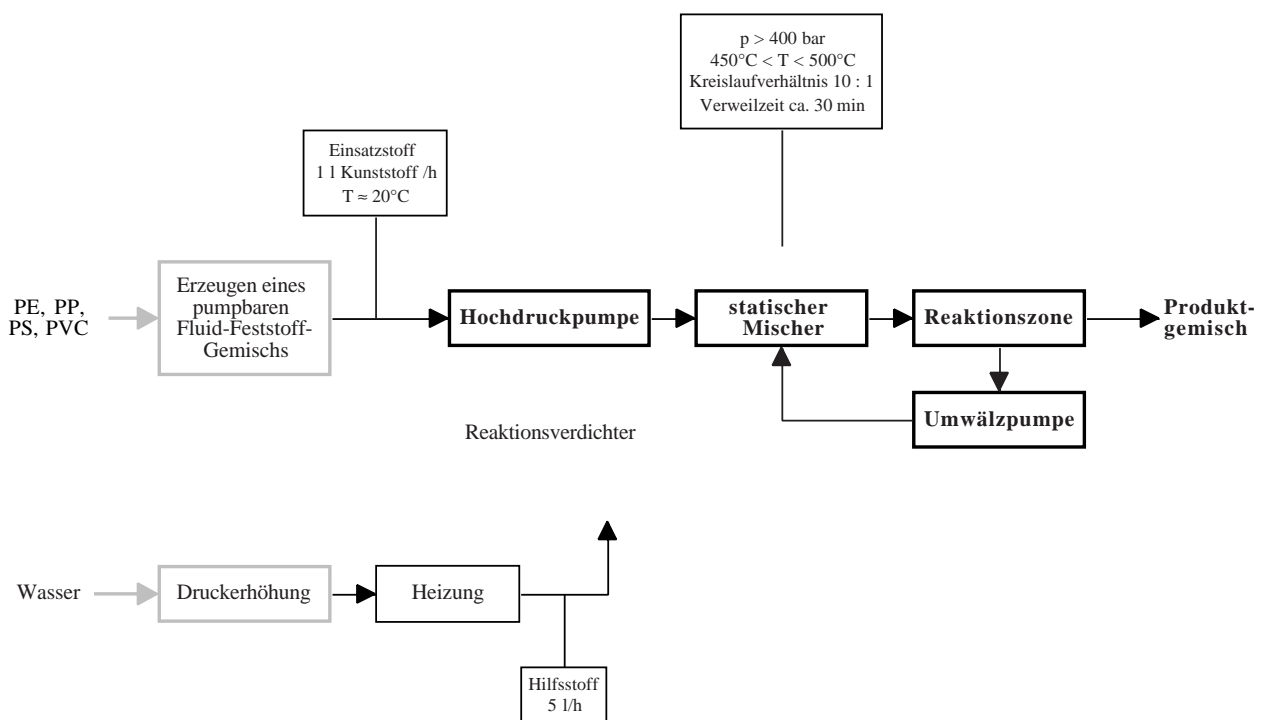 p > 400 bar
450°C < T < 500°C
Kreislaufverhältnis 10 : 1
Verweilzeit ca. 30 min
Einsatzstoff
1 l Kunststoff /h
T ≈ 20°C
PE, PP,
PS, PVC
Erzeugen eines
pumpbaren
Fluid-Feststoff-
Gemischs
Hochdruckpumpe
statischer
Mischer
Reaktionszone
Produkt-
gemisch
Umwälzpumpe
Reaktionsverdichter
Wasser
Druckerhöhung
Heizung
Hilfsstoff
5 l/h